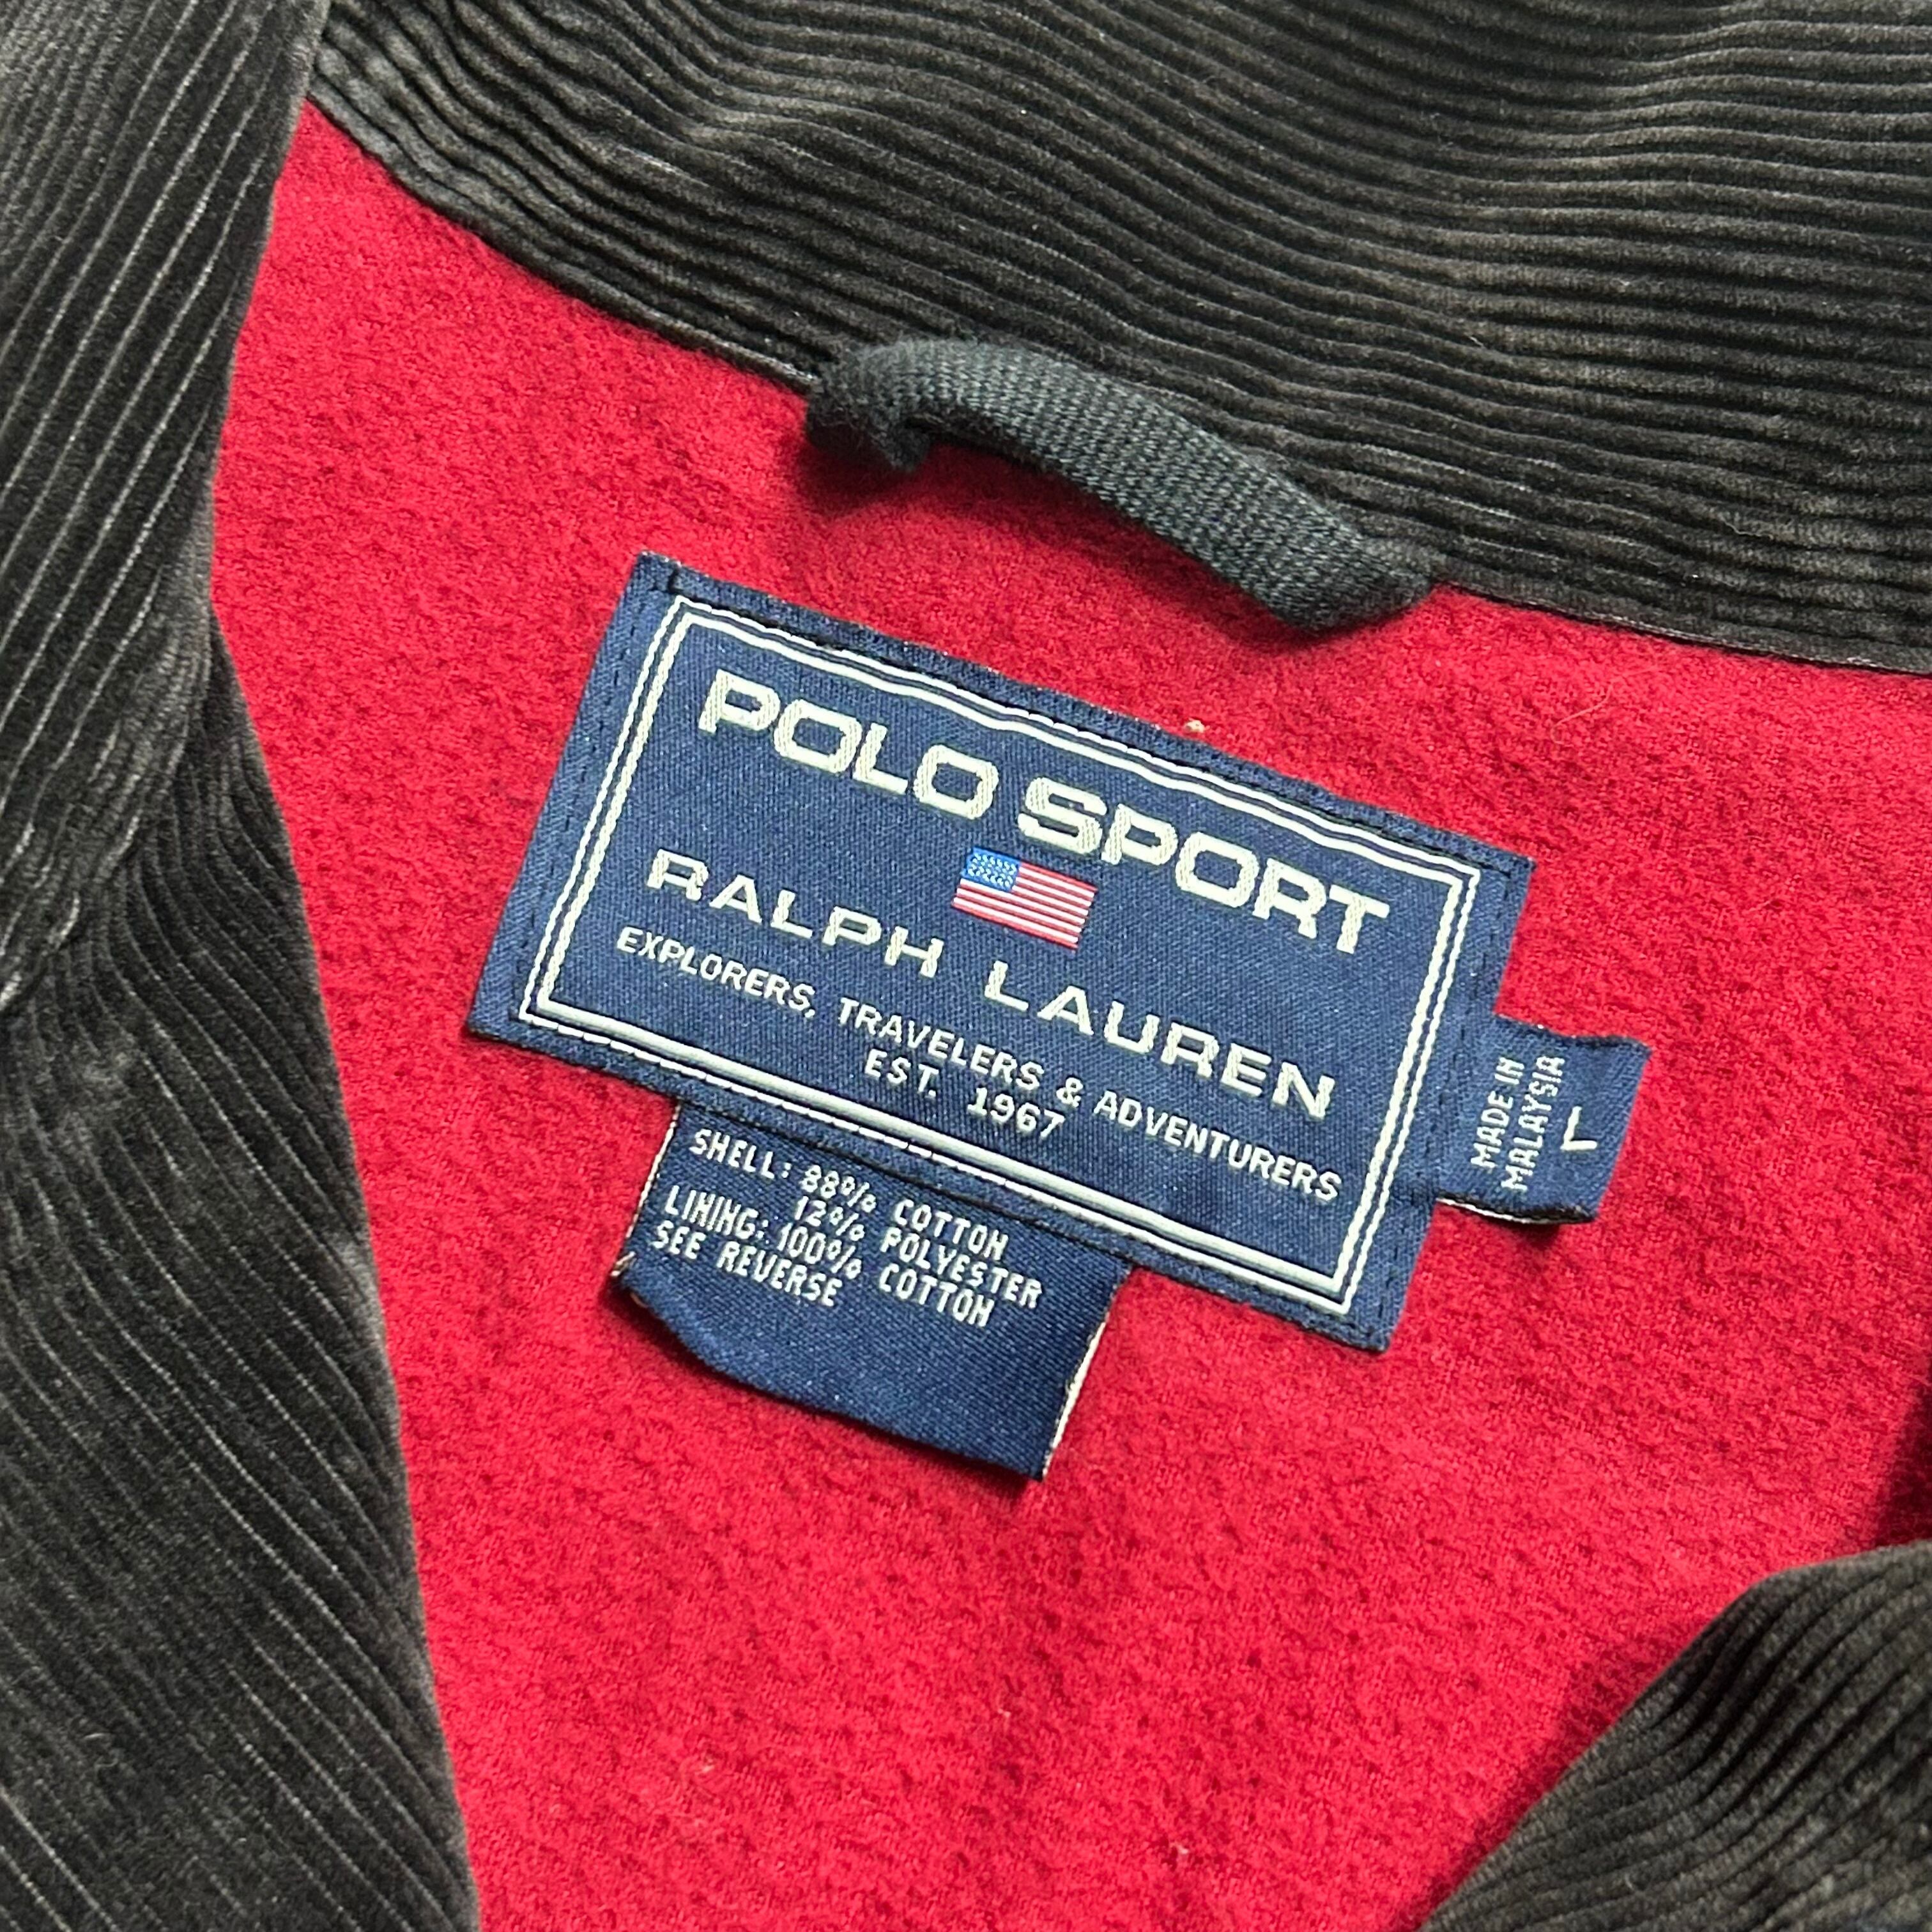 POLO SPORT
RALPH LAUREN
EXPLORERS, TRAVELERS & ADVENTURERS
EST. 1967
MADE IN
MALAYSIA
L
SHELL: 88% COTTON
12% POLYESTER
LINING: 100% COTTON
SEE REVERSE